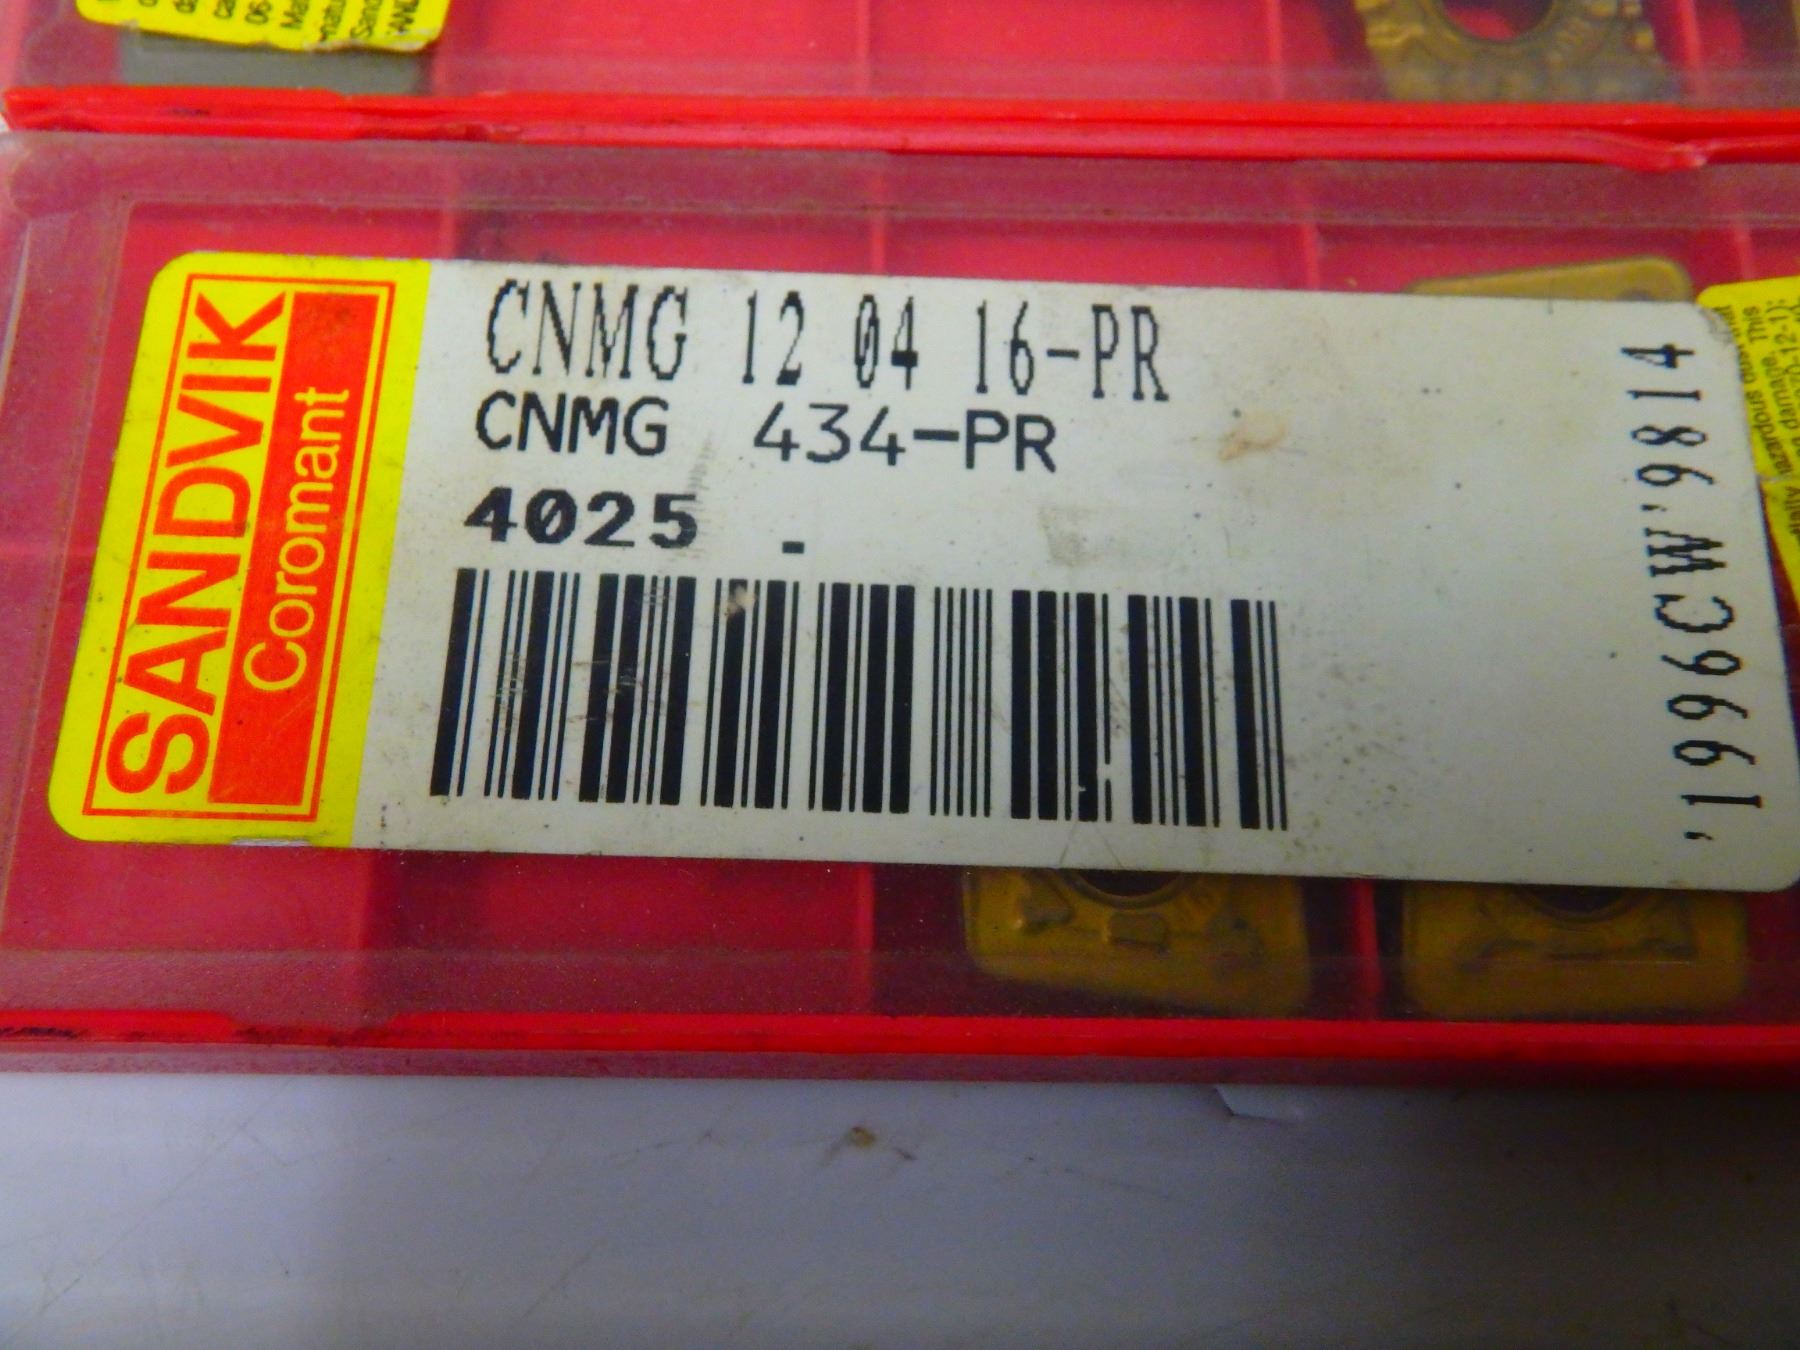 SANDVIK
Coromant
CNMG 12 04 16-PR
CNMG 434-PR
4025 -
'1996CW'9814